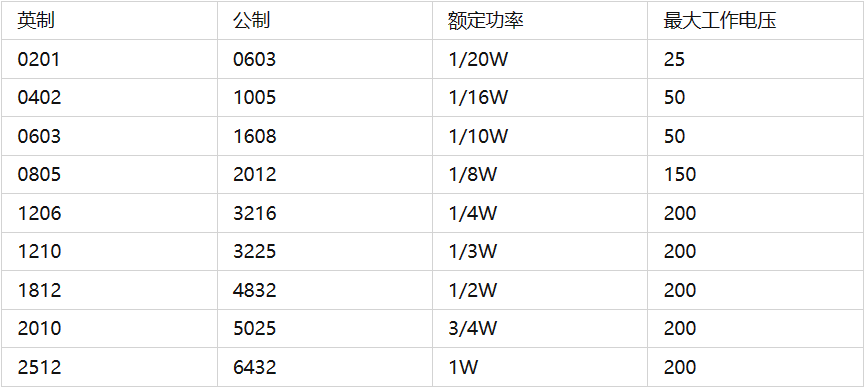 英制 公制 额定功率 最大工作电压
0201 0603 1/20W 25
0402 1005 1/16W 50
0603 1608 1/10W 50
0805 2012 1/8W 150
1206 3216 1/4W 200
1210 3225 1/3W 200
1812 4832 1/2W 200
2010 5025 3/4W 200
2512 6432 1W 200